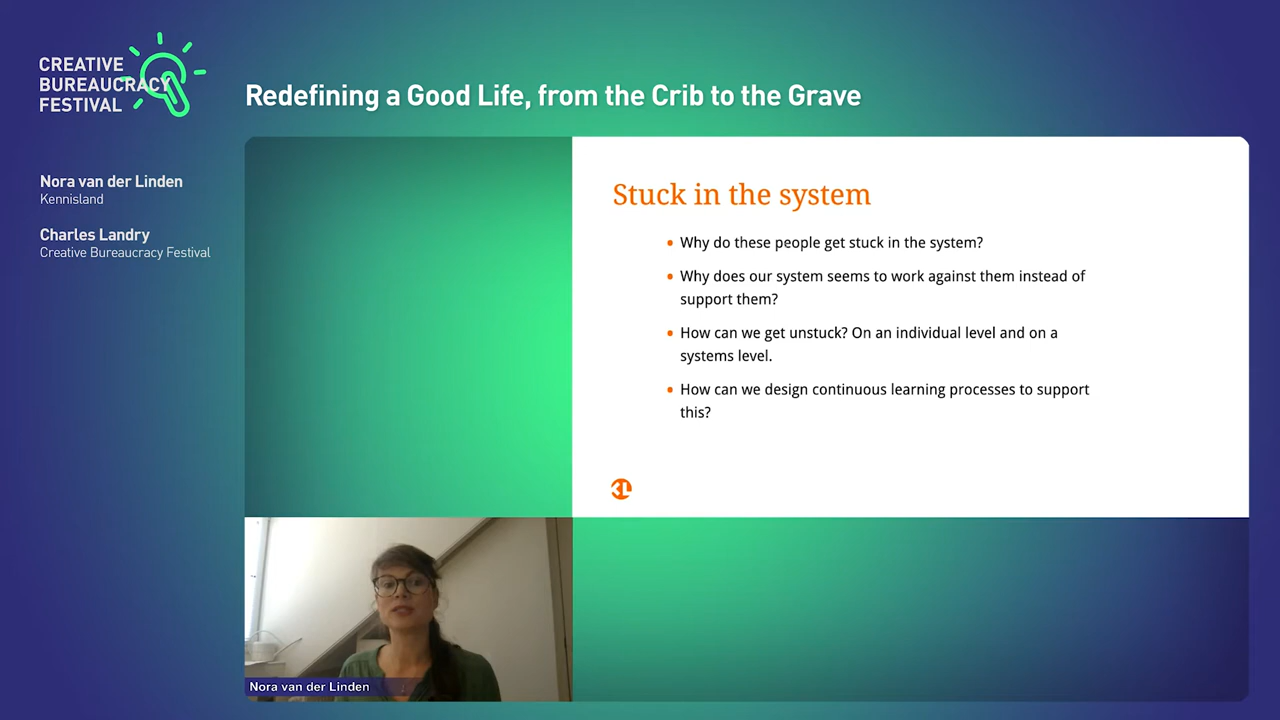 CREATIVE
BUREAUCRACY
FESTIVAL
Redefining a Good Life, from the Crib to the Grave
Nora van der Linden
Kennisland
Charles Landry
Creative Bureaucracy Festival
Stuck in the system
• Why do these people get stuck in the system?
• Why does our system seems to work against them instead of
support them?
• How can we get unstuck? On an individual level and on a
systems level.
• How can we design continuous learning processes to support
this?
KL
Nora van der Linden